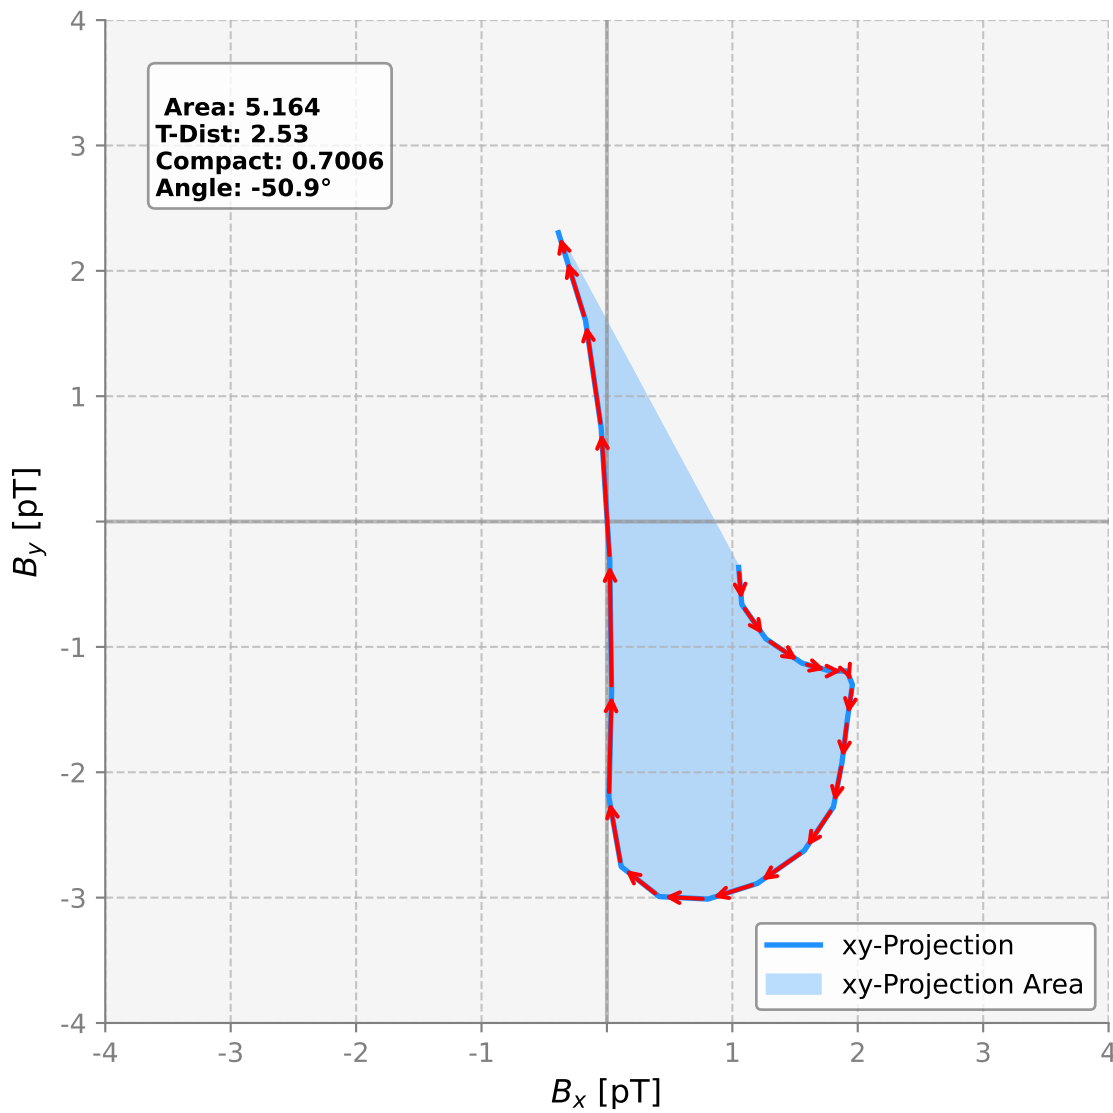 4
3
2
1
-1
-2
-3
-4
B_y [pT]
Area: 5.164
T-Dist: 2.53
Compact: 0.7006
Angle: -50.9°
xy-Projection
xy-Projection Area
-4 -3 -2 -1 1 2 3 4
B_x [pT]